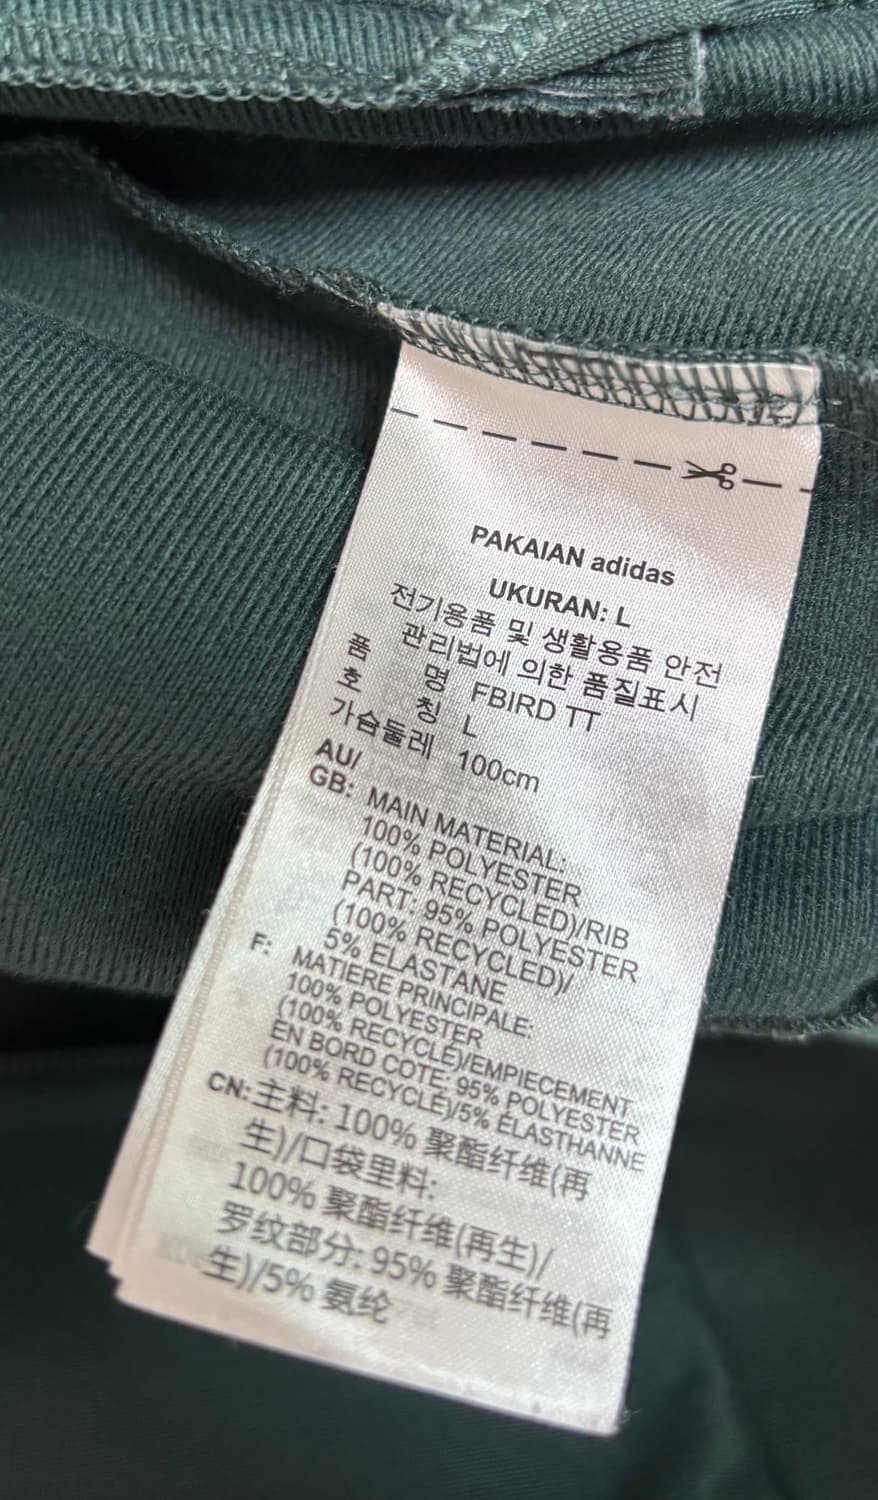 PAKAIAN adidas
UKURAN: L
전기용품 및 생활용품 안전
관리법에 의한 품질표시
품 명 FBIRD TT
호 칭 L
가슴둘레 100cm
AU/
GB: MAIN MATERIAL:
100% POLYESTER
(100% RECYCLED)/RIB
PART: 95% POLYESTER
(100% RECYCLED)/
5% ELASTANE
F: MATIERE PRINCIPALE:
100% POLYESTER
(100% RECYCLÉ)/EMPIECEMENT
EN BORD COTE: 95% POLYESTER
(100% RECYCLÉ)/5% ÉLASTHANNE
CN: 主料: 100% 聚酯纤维(再
生)/口袋里料:
100% 聚酯纤维(再生)/
罗纹部分: 95% 聚酯纤维(再
生)/5% 氨纶